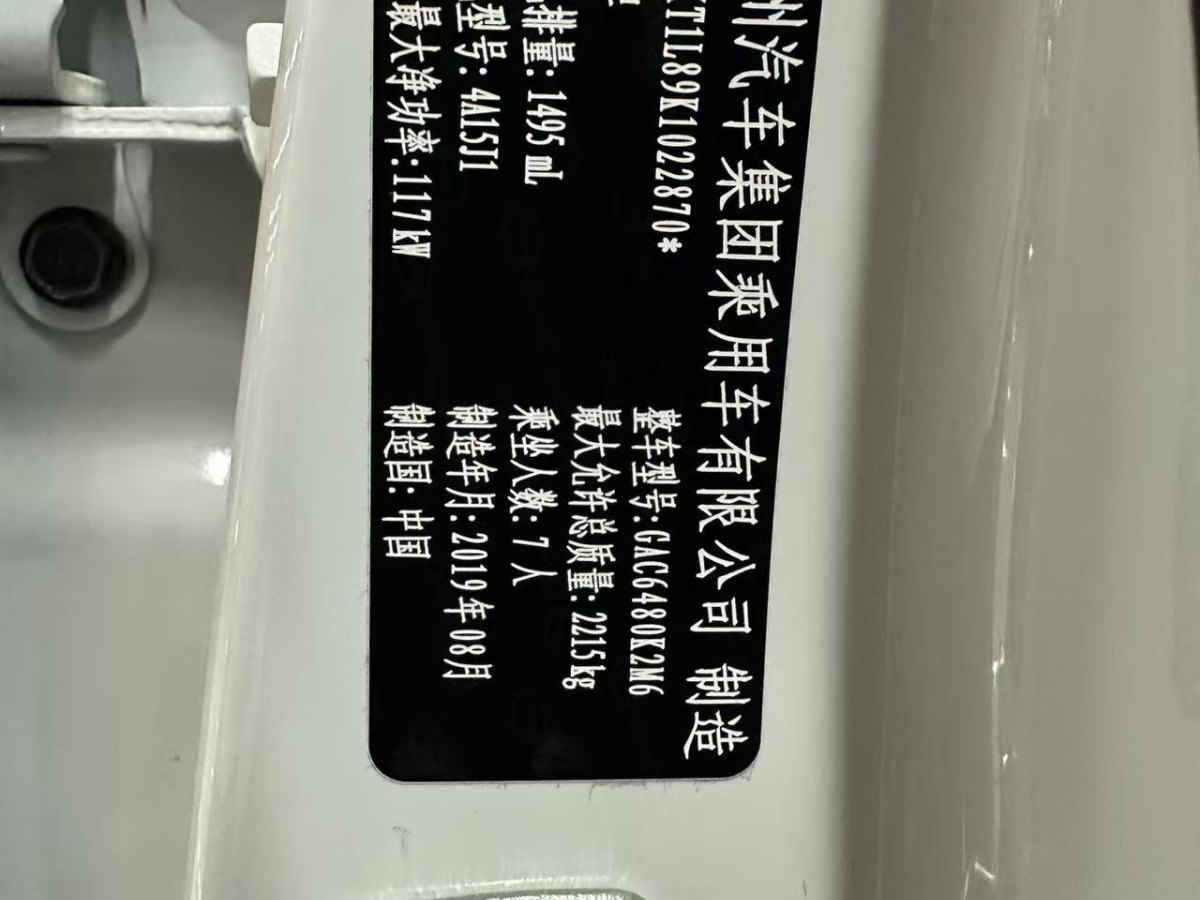 州汽车集团乘用车有限公司 制造
T1L89K1022870*
整车型号:GAC6480K2M6
排量:1495 mL
最大允许总质量:2215kg
型号:4A15J1
乘坐人数:7人
最大净功率:117kW
制造年月:2019年08月
制造国:中国